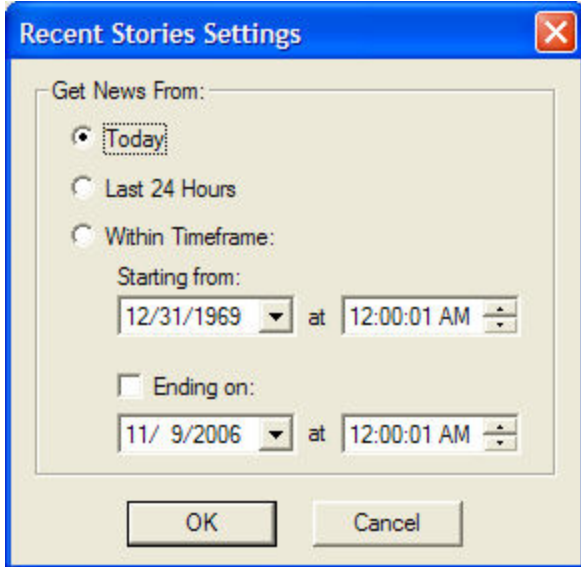 Recent Stories Settings
Get News From:
Today
Last 24 Hours
Within Timeframe:
Starting from:
12/31/1969 at 12:00:01 AM
Ending on:
11/ 9/2006 at 12:00:01 AM
OK Cancel